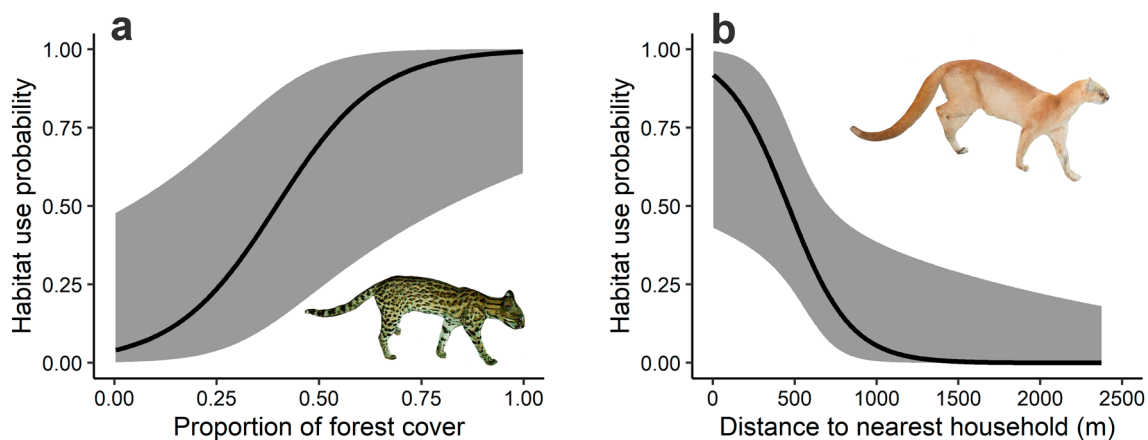 a
Habitat use probability
1.00
0.75
0.50
0.25
0.00
0.00 0.25 0.50 0.75 1.00
Proportion of forest cover
b
Habitat use probability
1.00
0.75
0.50
0.25
0.00
0 500 1000 1500 2000 2500
Distance to nearest household (m)